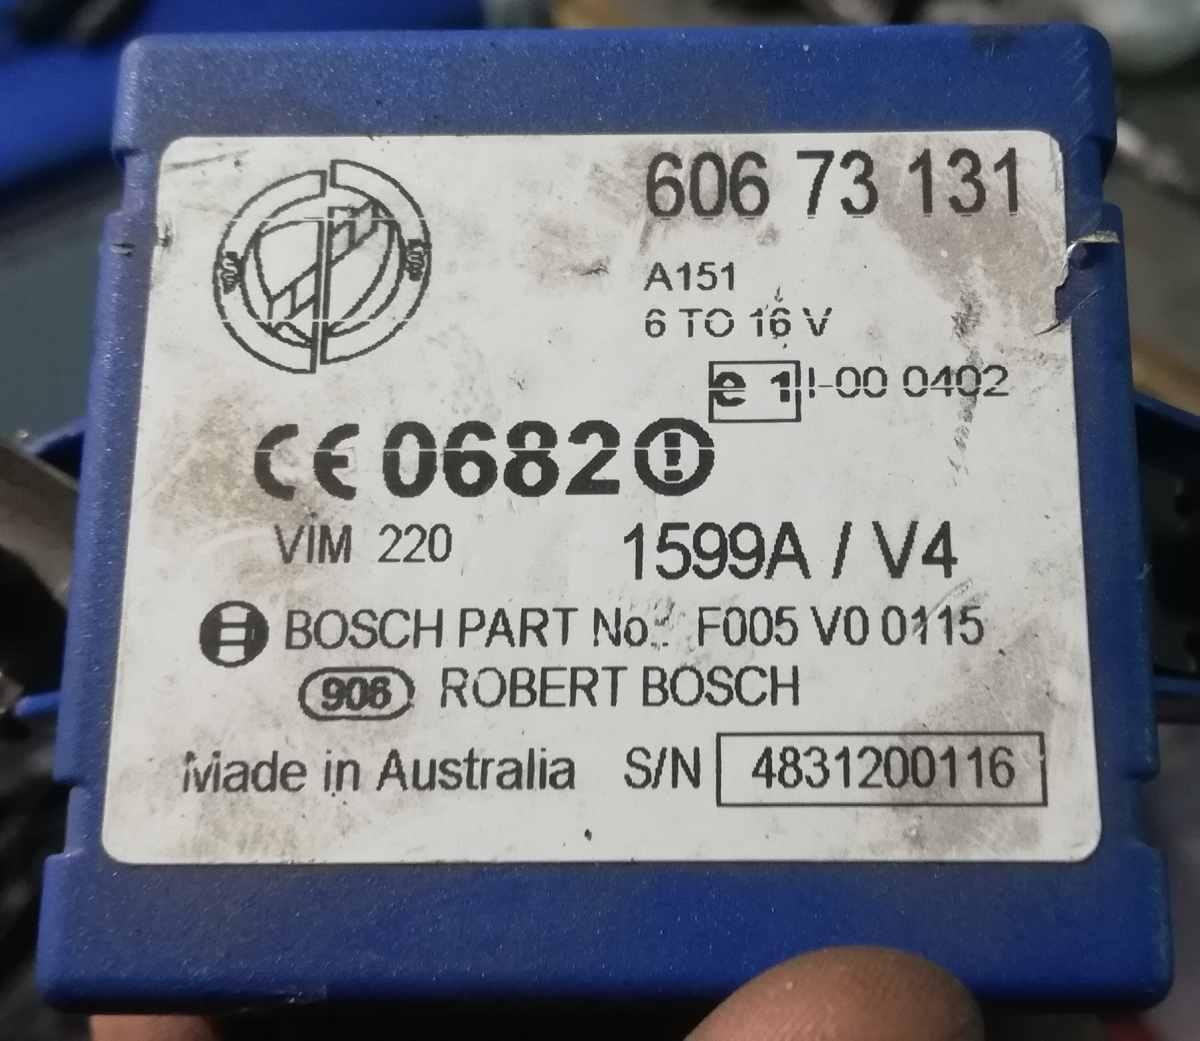 606 73 131
A151
6 TO 16 V
e 1 I-00 0402
CE 0682 !
VIM 220 1599A / V4
BOSCH PART No.: F005 V0 0115
906 ROBERT BOSCH
Made in Australia S/N 4831200116